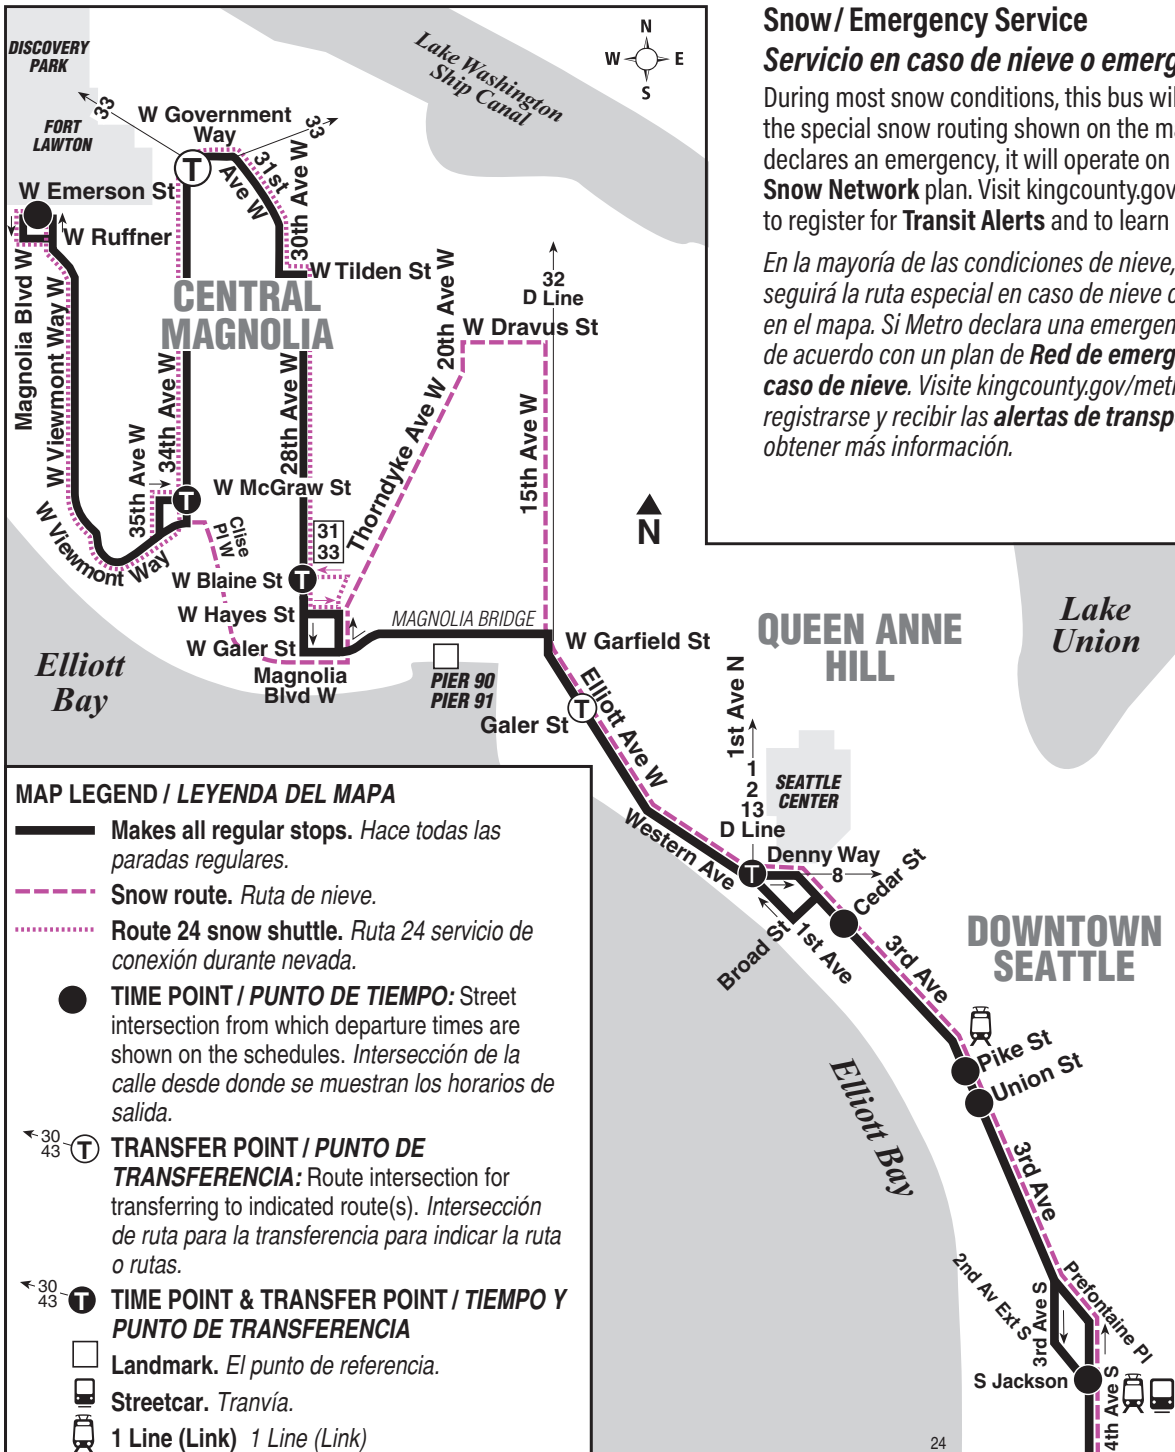 Snow / Emergency Service
Servicio en caso de nieve o emerg
During most snow conditions, this bus wil
the special snow routing shown on the ma
declares an emergency, it will operate on
Snow Network plan. Visit kingcounty.gov
to register for Transit Alerts and to learn
En la mayoría de las condiciones de nieve,
seguirá la ruta especial en caso de nieve
en el mapa. Si Metro declara una emergen
de acuerdo con un plan de Red de emerg
caso de nieve. Visite kingcounty.gov/metr
registrarse y recibir las alertas de transp
obtener más información.
N
W
E
S
Lake Washington
Ship Canal
DISCOVERY
PARK
FORT
LAWTON
33
W Government
Way
33
T
31st
Ave W
30th Ave W
W Emerson St
W Ruffner
W Tilden St
CENTRAL
MAGNOLIA
Magnolia Blvd W
W Viewmont Way W
35th Ave W
34th Ave W
28th Ave W
W McGraw St
T
W Viewmont Way
Clise
Pl W
31
33
W Blaine St
T
W Hayes St
W Galer St
Magnolia
Blvd W
Thorndyke Ave W
20th Ave W
W Dravus St
32
D Line
15th Ave W
N
MAGNOLIA BRIDGE
PIER 90
PIER 91
W Garfield St
Galer St
T
Elliott Ave W
Elliott
Bay
QUEEN ANNE
HILL
Lake
Union
1st Ave N
1
2
13
D Line
SEATTLE
CENTER
Western Ave
T
Denny Way
8
Cedar St
Broad St
1st Ave
3rd Ave
DOWNTOWN
SEATTLE
Pike St
Union St
Elliott Bay
3rd Ave
2nd Av Ext S
3rd Ave S
Prefontaine Pl
S Jackson
4th Ave S
24
MAP LEGEND / LEYENDA DEL MAPA
Makes all regular stops. Hace todas las
paradas regulares.
Snow route. Ruta de nieve.
Route 24 snow shuttle. Ruta 24 servicio de
conexión durante nevada.
TIME POINT / PUNTO DE TIEMPO: Street
intersection from which departure times are
shown on the schedules. Intersección de la
calle desde donde se muestran los horarios de
salida.
30
43
T
TRANSFER POINT / PUNTO DE
TRANSFERENCIA: Route intersection for
transferring to indicated route(s). Intersección
de ruta para la transferencia para indicar la ruta
o rutas.
30
43
T
TIME POINT & TRANSFER POINT / TIEMPO Y
PUNTO DE TRANSFERENCIA
Landmark. El punto de referencia.
Streetcar. Tranvía.
1 Line (Link) 1 Line (Link)